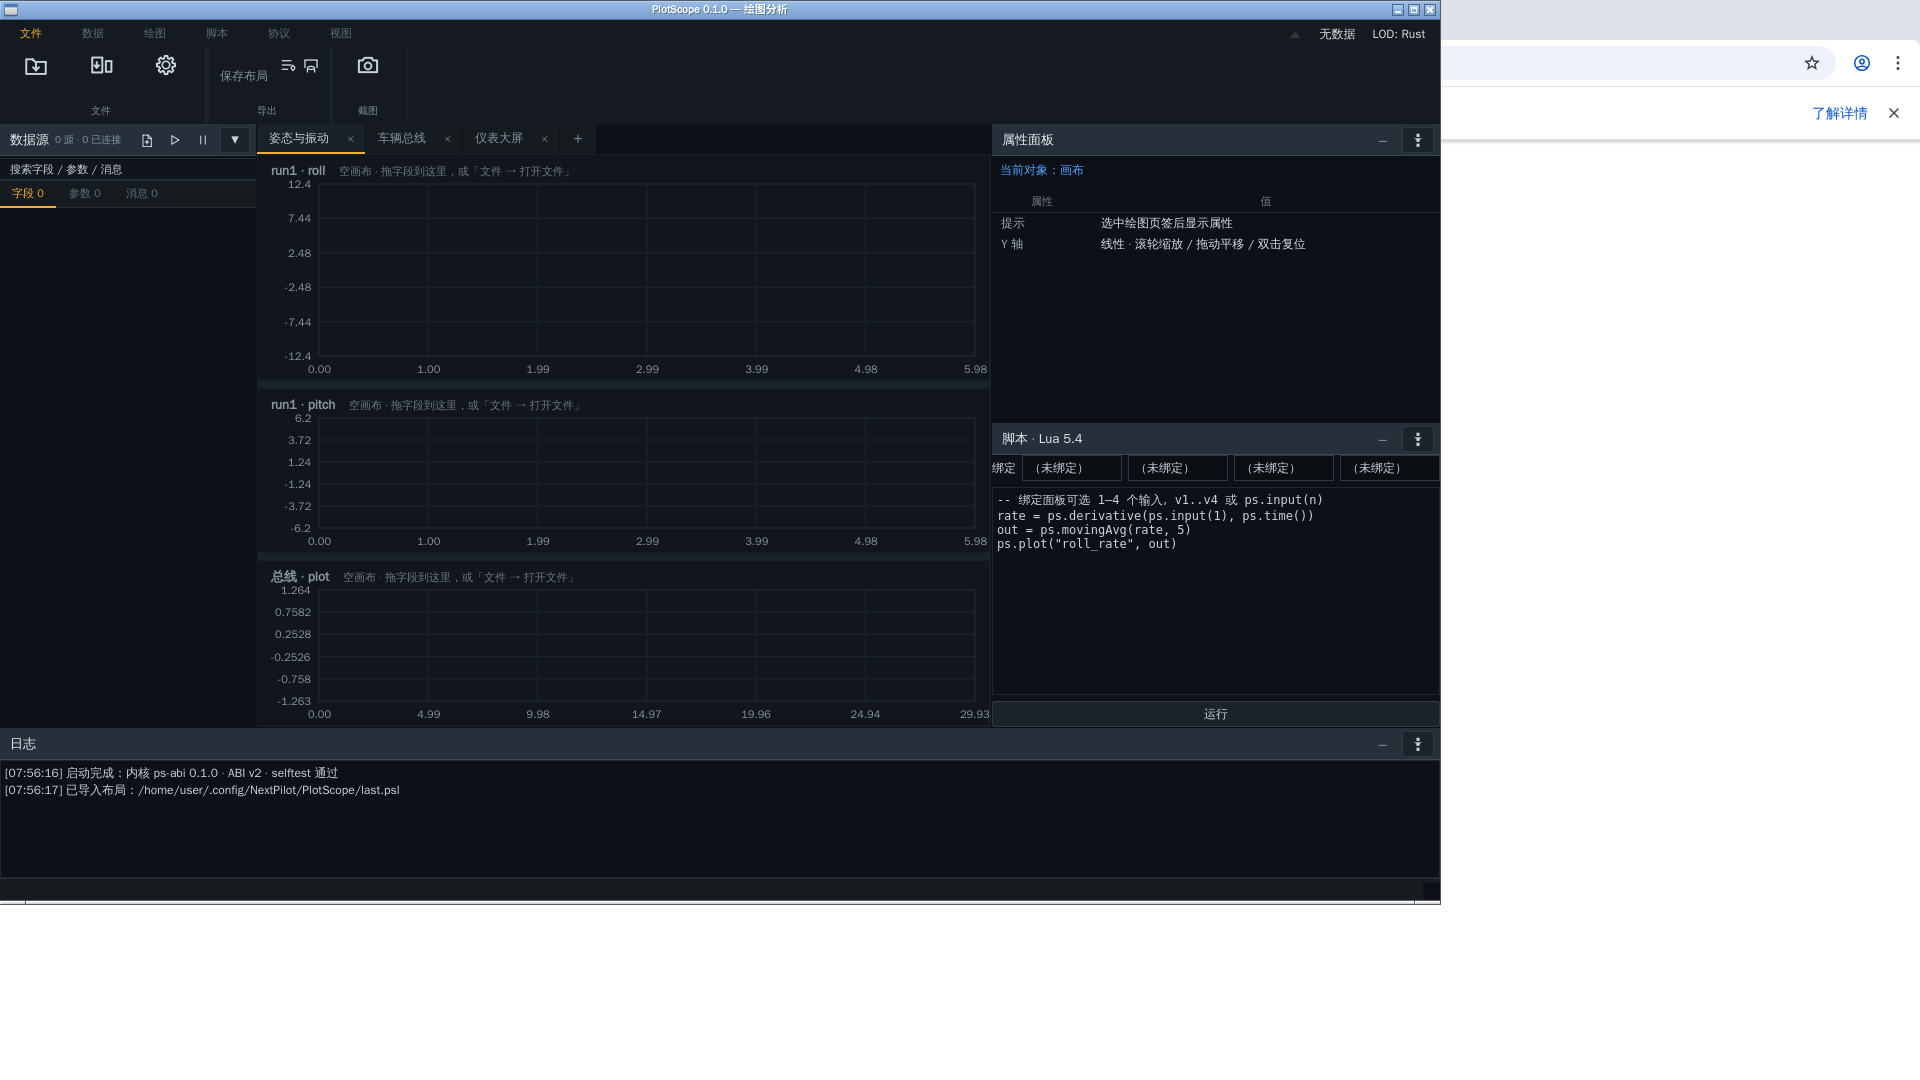 PlotScope 0.1.0 — 绘图分析
文件 数据 绘图 脚本 协议 视图
无数据 LOD: Rust
保存布局
文件 导出 截图
数据源 0 源 · 0 已连接
搜索字段 / 参数 / 消息
字段 0 参数 0 消息 0
姿态与振动 × 车辆总线 × 仪表大屏 × +
run1 · roll 空画布 · 拖字段到这里，或「文件 → 打开文件」
12.4
7.44
2.48
-2.48
-7.44
-12.4
0.00 1.00 1.99 2.99 3.99 4.98 5.98
run1 · pitch 空画布 · 拖字段到这里，或「文件 → 打开文件」
6.2
3.72
1.24
-1.24
-3.72
-6.2
0.00 1.00 1.99 2.99 3.99 4.98 5.98
总线 · plot 空画布 · 拖字段到这里，或「文件 → 打开文件」
1.264
0.7582
0.2528
-0.2526
-0.758
-1.263
0.00 4.99 9.98 14.97 19.96 24.94 29.93
属性面板
当前对象：画布
属性 值
提示 选中绘图页签后显示属性
Y 轴 线性 · 滚轮缩放 / 拖动平移 / 双击复位
脚本 · Lua 5.4
绑定 （未绑定） （未绑定） （未绑定） （未绑定）
-- 绑定面板可选 1—4 个输入，v1..v4 或 ps.input(n)
rate = ps.derivative(ps.input(1), ps.time())
out = ps.movingAvg(rate, 5)
ps.plot("roll_rate", out)
运行
日志
[07:56:16] 启动完成：内核 ps-abi 0.1.0 · ABI v2 · selftest 通过
[07:56:17] 已导入布局：/home/user/.config/NextPilot/PlotScope/last.psl
了解详情